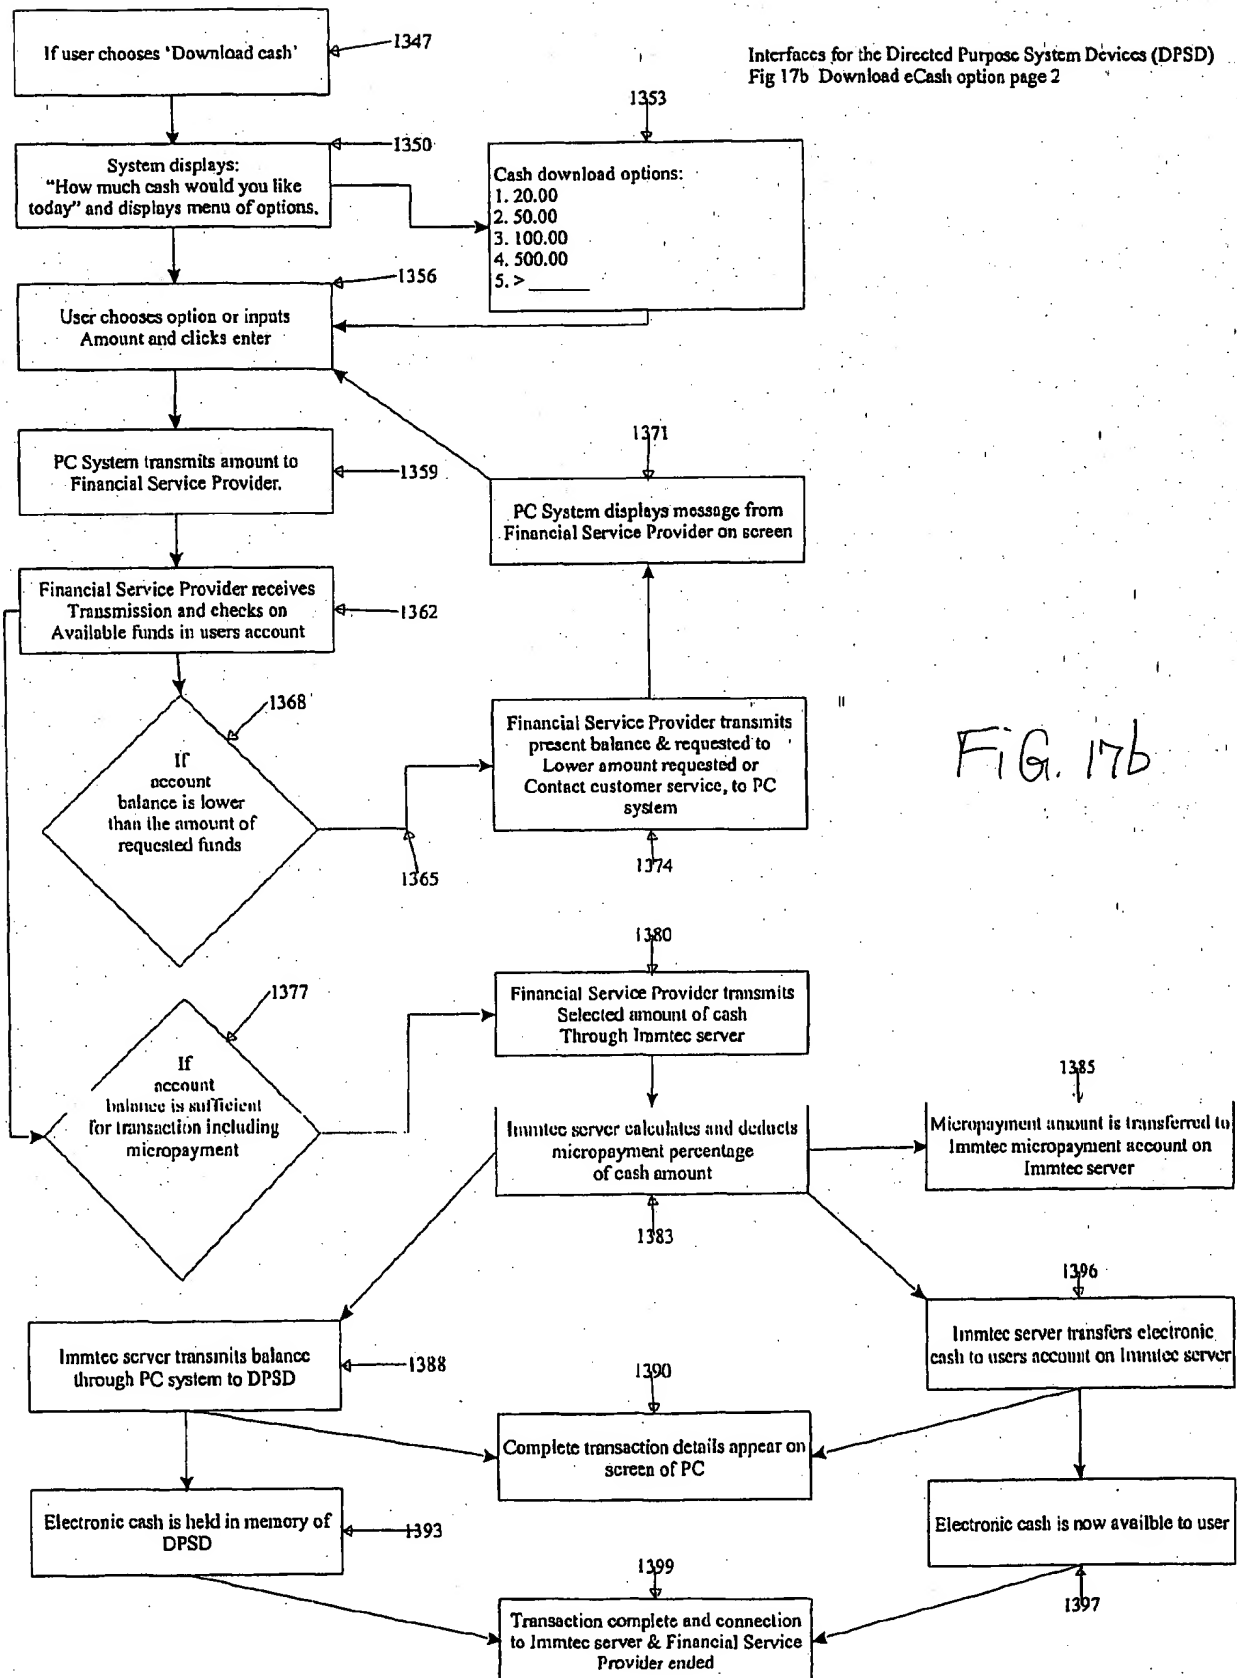 If user chooses 'Download cash'
1347
Interfaces for the Directed Purpose System Devices (DPSD)
Fig 17b Download eCash option page 2
1353
1350
System displays:
"How much cash would you like
today" and displays menu of options.
Cash download options:
1. 20.00
2. 50.00
3. 100.00
4. 500.00
5. > ______
1356
User chooses option or inputs
Amount and clicks enter
1371
PC System transmits amount to
Financial Service Provider.
1359
PC System displays message from
Financial Service Provider on screen
Financial Service Provider receives
Transmission and checks on
Available funds in users account
1362
1368
If
account
balance is lower
than the amount of
requested funds
1365
Financial Service Provider transmits
present balance & requested to
Lower amount requested or
Contact customer service, to PC
system
1374
FiG. 17b
1380
1377
Financial Service Provider transmits
Selected amount of cash
Through Immtec server
If
account
balance is sufficient
for transaction including
micropayment
1385
Immtec server calculates and deducts
micropayment percentage
of cash amount
1383
Micropayment amount is transferred to
Immtec micropayment account on
Immtec server
1396
Immtec server transmits balance
through PC system to DPSD
1388
1390
Immtec server transfers electronic
cash to users account on Immtec server
Complete transaction details appear on
screen of PC
Electronic cash is held in memory of
DPSD
1393
Electronic cash is now availble to user
1397
1399
Transaction complete and connection
to Immtec server & Financial Service
Provider ended